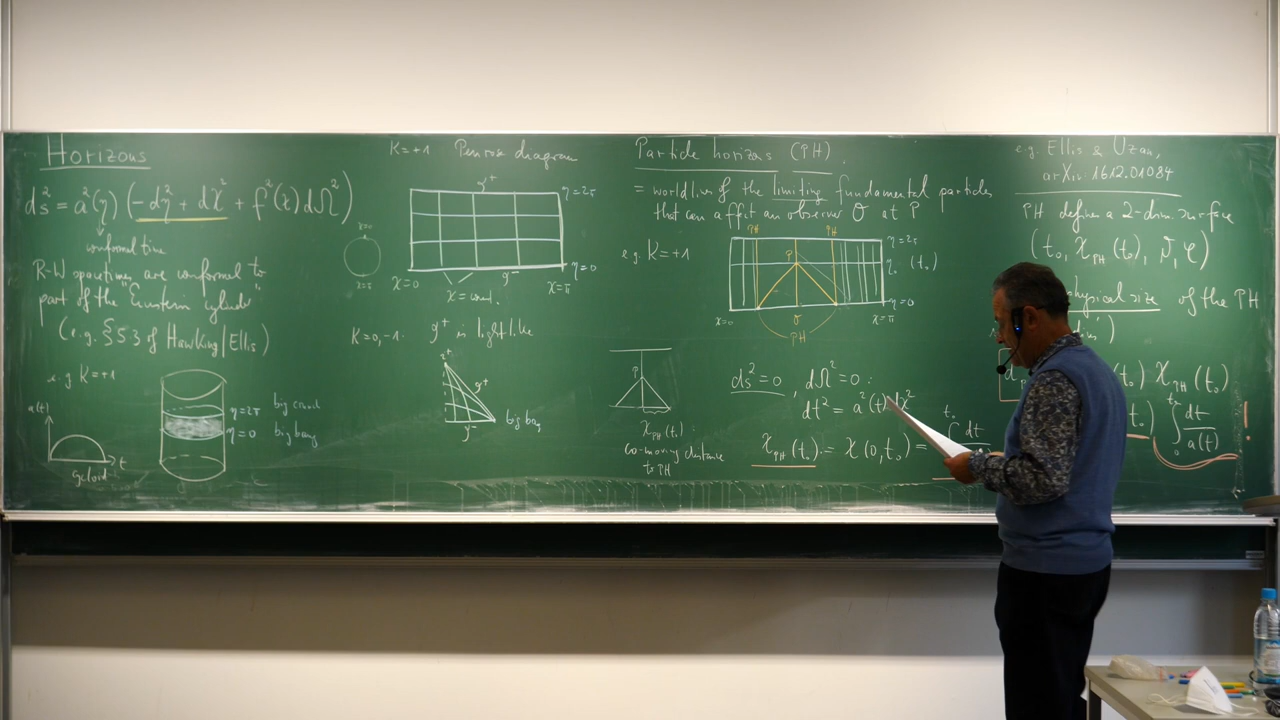 Horizons
ds² = a²(η) (-dη² + dχ² + f²(χ) dΩ²)
conformal time
R-W spacetimes are conformal to
part of the "Einstein cylinder"
(e.g. §5.3 of Hawking/Ellis)
e.g. K=+1
a(t)
t
cycloid
η=2π
big crunch
η=0
big bang
K=+1 Penrose diagram
𝒥⁺
η=2π
η=0
χ=0
𝒥⁻
χ=π
χ=const.
K=0,-1: 𝒥⁺ is lightlike
i⁺
𝒥⁺
𝒥⁻
big bang
Particle horizons (PH)
= worldlines of the limiting fundamental particles
that can affect an observer O at P
e.g. K=+1
PH
PH
P
η=2π
η₀ (t₀)
η=0
χ=0
O
χ=π
PH
P
χ_PH(t₀):
co-moving distance
to PH
ds²=0, dΩ²=0:
dt² = a²(t) dχ²
χ_PH(t₀) := χ(0,t₀) =
t₀
∫ dt
e.g. Ellis & Uzan,
arXiv: 1612.01084
PH defines a 2-dim. surface
(t₀, χ_PH(t₀), ϑ, φ)
physical size of the PH
(t₀) χ_PH(t₀)
t₀) ∫₀^t₀ dt/a(t) !